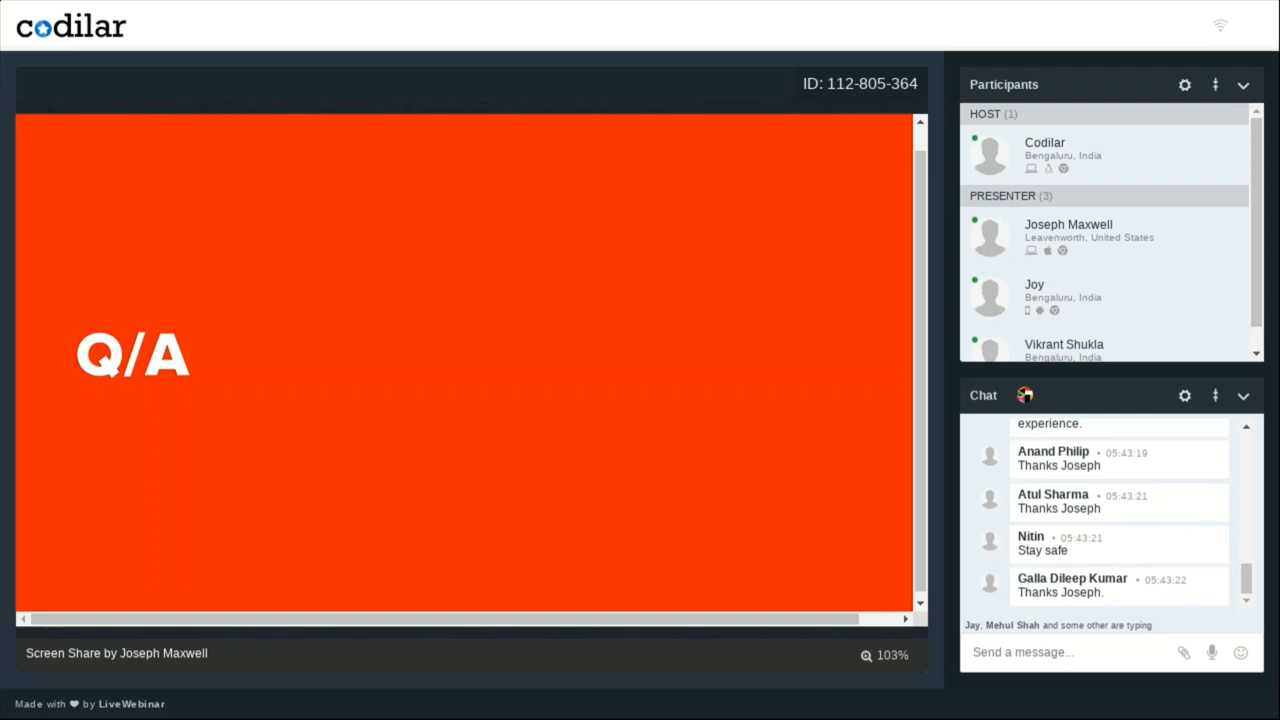 codilar
ID: 112-805-364
Q/A
Screen Share by Joseph Maxwell
103%
Participants
HOST (1)
Codilar
Bengaluru, India
PRESENTER (3)
Joseph Maxwell
Leavenworth, United States
Joy
Bengaluru, India
Vikrant Shukla
Bengaluru, India
Chat
experience.
Anand Philip • 05:43:19
Thanks Joseph
Atul Sharma • 05:43:21
Thanks Joseph
Nitin • 05:43:21
Stay safe
Galla Dileep Kumar • 05:43:22
Thanks Joseph.
Jay, Mehul Shah and some other are typing
Send a message...
Made with ❤ by LiveWebinar